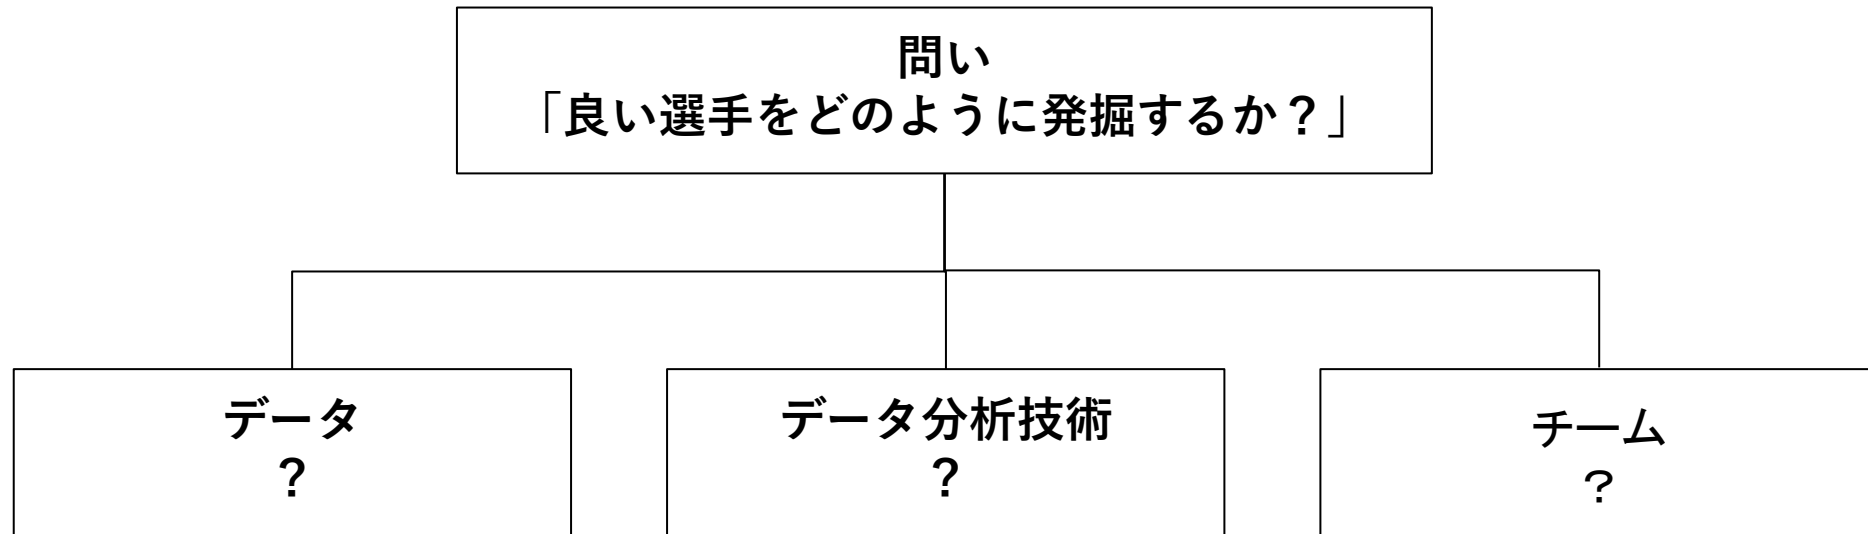 問い
「良い選手をどのように発掘するか？」
データ
？
データ分析技術
？
チーム
？